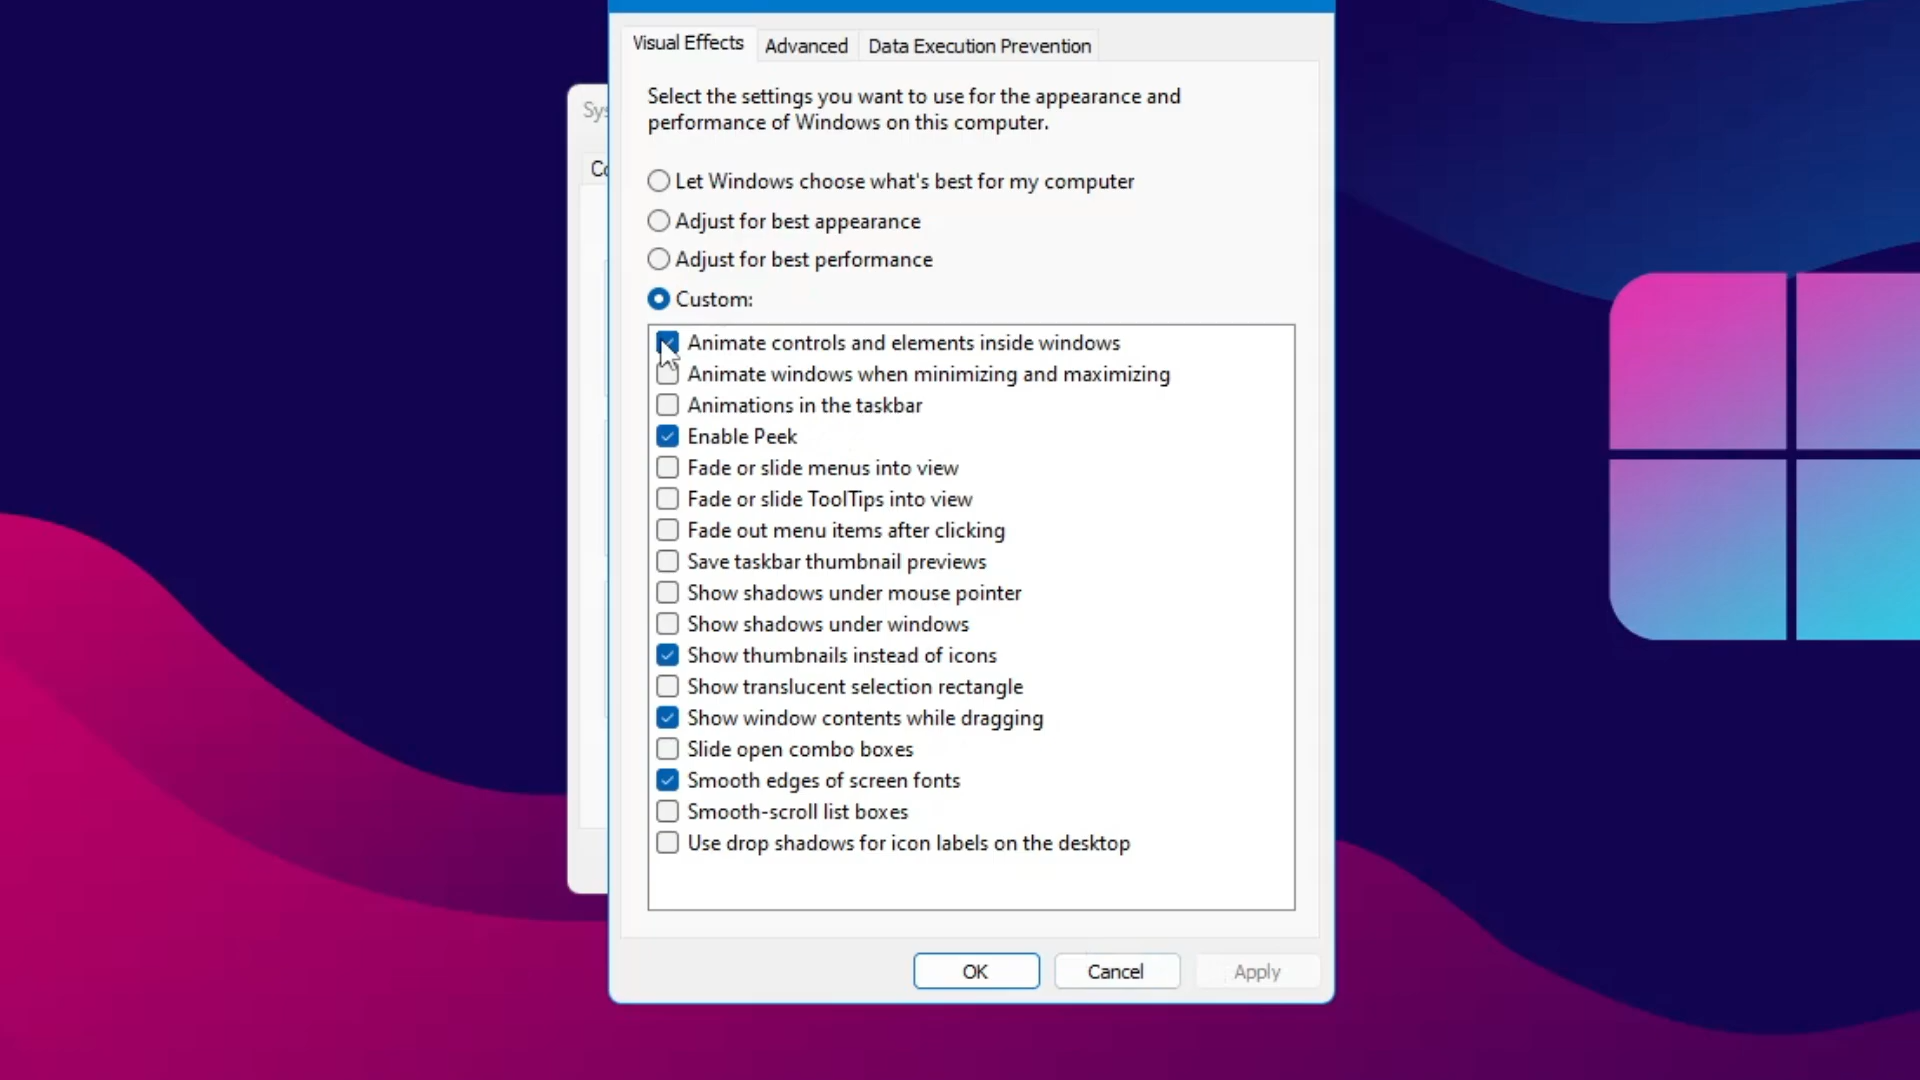 Visual Effects
Advanced
Data Execution Prevention
Sys
Co
Select the settings you want to use for the appearance and
performance of Windows on this computer.
Let Windows choose what's best for my computer
Adjust for best appearance
Adjust for best performance
Custom:
Animate controls and elements inside windows
Animate windows when minimizing and maximizing
Animations in the taskbar
Enable Peek
Fade or slide menus into view
Fade or slide ToolTips into view
Fade out menu items after clicking
Save taskbar thumbnail previews
Show shadows under mouse pointer
Show shadows under windows
Show thumbnails instead of icons
Show translucent selection rectangle
Show window contents while dragging
Slide open combo boxes
Smooth edges of screen fonts
Smooth-scroll list boxes
Use drop shadows for icon labels on the desktop
OK
Cancel
Apply